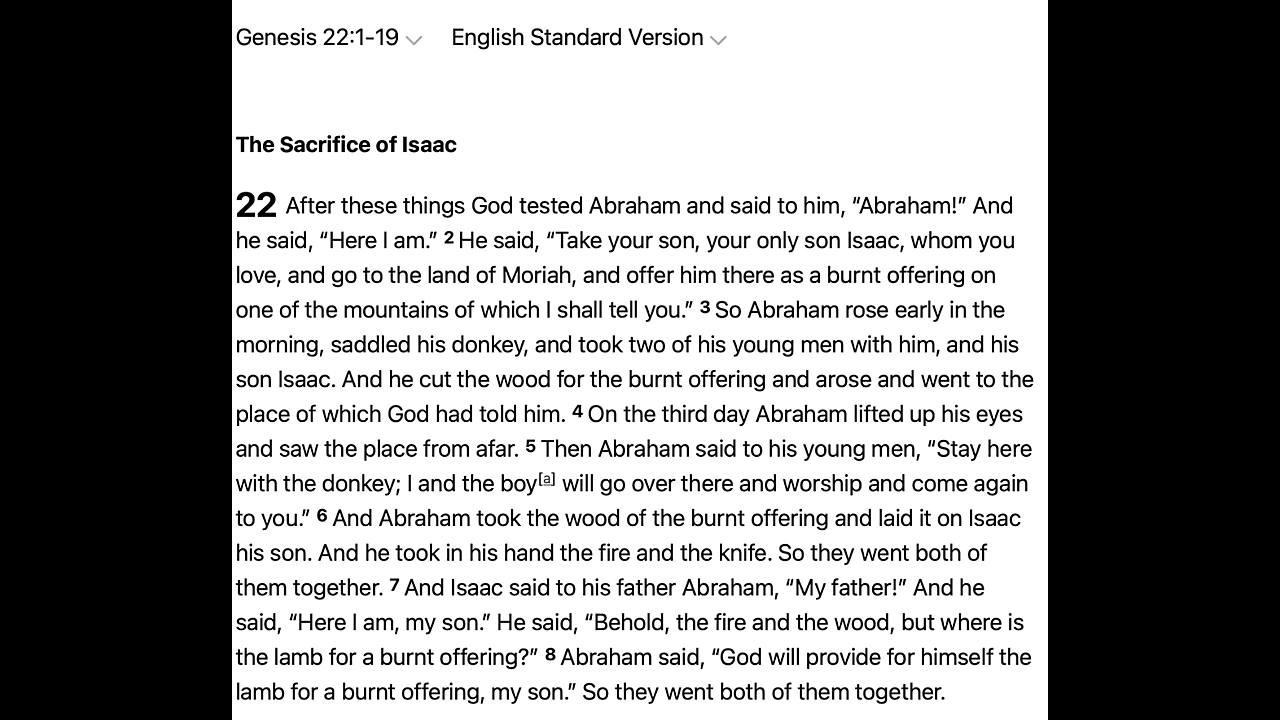 Genesis 22:1-19 English Standard Version
The Sacrifice of Isaac
22 After these things God tested Abraham and said to him, “Abraham!” And
he said, “Here I am.” 2 He said, “Take your son, your only son Isaac, whom you
love, and go to the land of Moriah, and offer him there as a burnt offering on
one of the mountains of which I shall tell you.” 3 So Abraham rose early in the
morning, saddled his donkey, and took two of his young men with him, and his
son Isaac. And he cut the wood for the burnt offering and arose and went to the
place of which God had told him. 4 On the third day Abraham lifted up his eyes
and saw the place from afar. 5 Then Abraham said to his young men, “Stay here
with the donkey; I and the boy[a] will go over there and worship and come again
to you.” 6 And Abraham took the wood of the burnt offering and laid it on Isaac
his son. And he took in his hand the fire and the knife. So they went both of
them together. 7 And Isaac said to his father Abraham, “My father!” And he
said, “Here I am, my son.” He said, “Behold, the fire and the wood, but where is
the lamb for a burnt offering?” 8 Abraham said, “God will provide for himself the
lamb for a burnt offering, my son.” So they went both of them together.